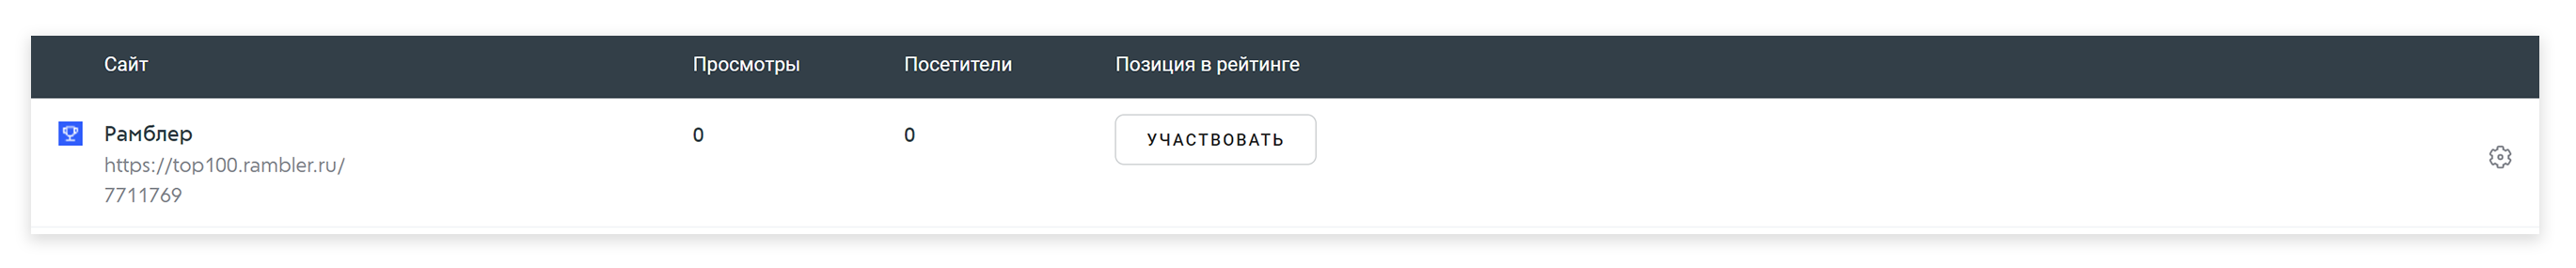 Сайт Просмотры Посетители Позиция в рейтинге
Рамблер 0 0 УЧАСТВОВАТЬ
https://top100.rambler.ru/
7711769